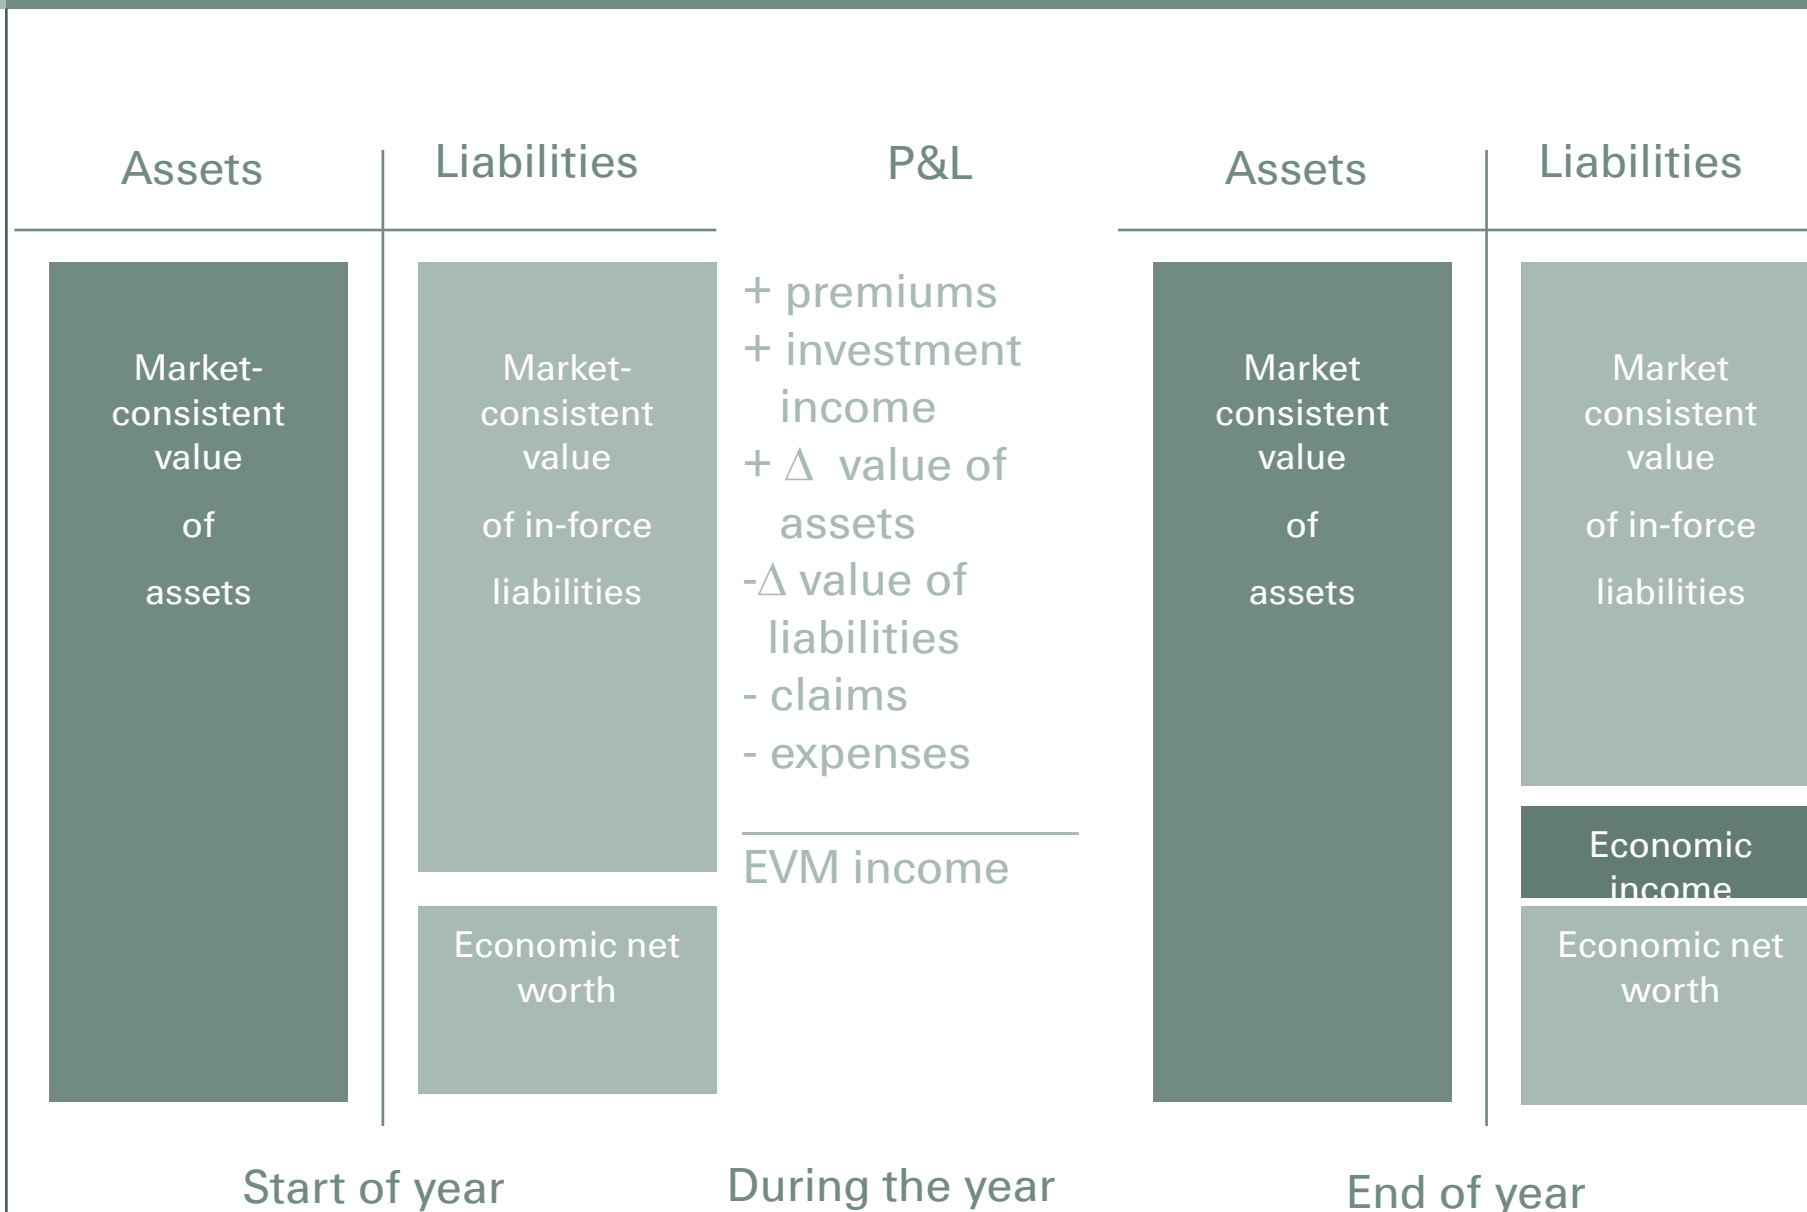 Assets
Liabilities
P&L
Assets
Liabilities
Market-
consistent
value
of
assets
Market-
consistent
value
of in-force
liabilities
Economic net
worth
+ premiums
+ investment
income
+ Δ value of
assets
-Δ value of
liabilities
- claims
- expenses
EVM income
Market
consistent
value
of
assets
Market
consistent
value
of in-force
liabilities
Economic
income
Economic net
worth
Start of year
During the year
End of year